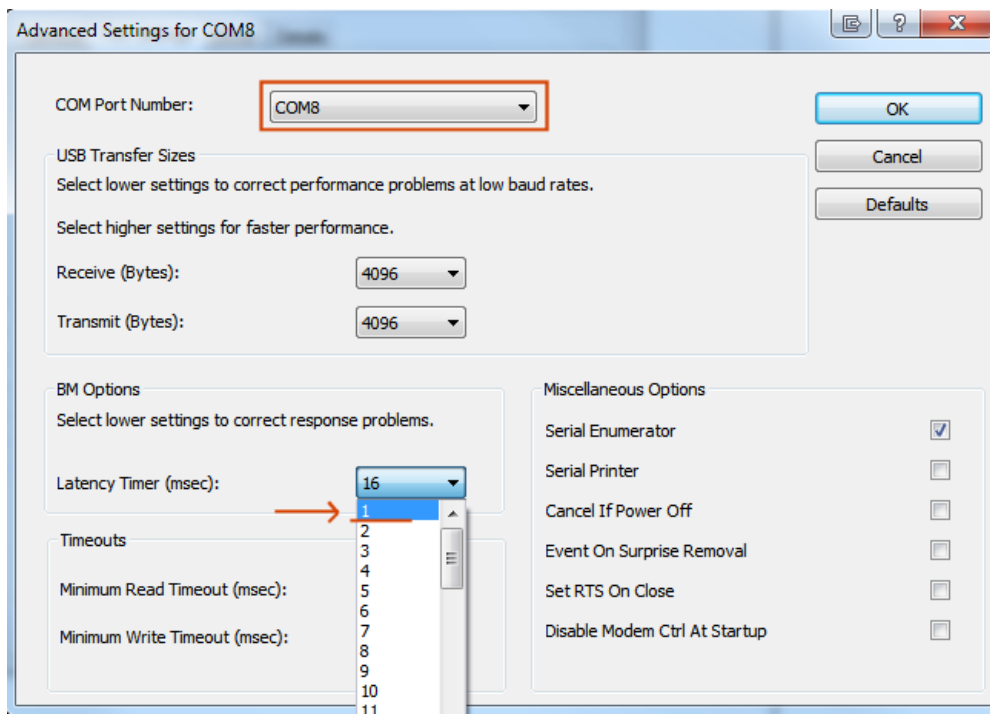 Advanced Settings for COM8
COM Port Number:
COM8
OK
USB Transfer Sizes
Cancel
Select lower settings to correct performance problems at low baud rates.
Defaults
Select higher settings for faster performance.
Receive (Bytes):
4096
Transmit (Bytes):
4096
BM Options
Select lower settings to correct response problems.
Latency Timer (msec):
16
1
2
3
4
5
6
7
8
9
10
11
Timeouts
Minimum Read Timeout (msec):
Minimum Write Timeout (msec):
Miscellaneous Options
Serial Enumerator
Serial Printer
Cancel If Power Off
Event On Surprise Removal
Set RTS On Close
Disable Modem Ctrl At Startup